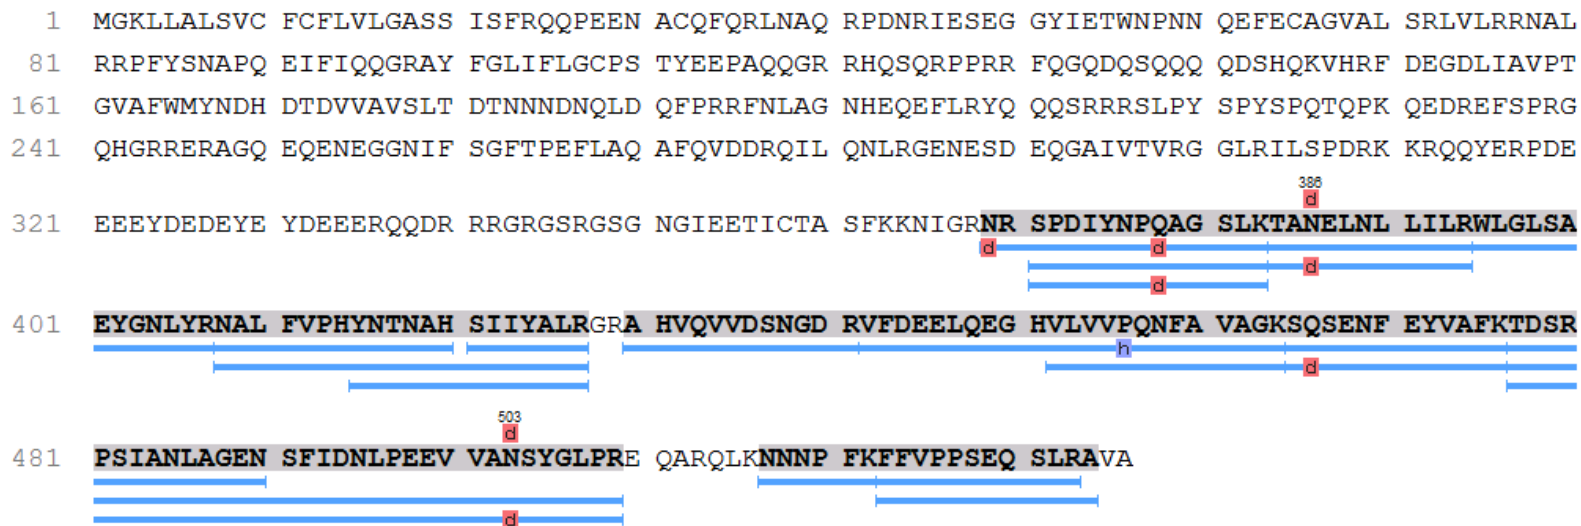 1 MGKLLALSVC FCFLVLGASS ISFRQQPEEN ACQFQRLNAQ RPDNRIESEG GYIETWNPNN QEFECAGVAL SRLVLRRNAL
81 RRPFYSNAPQ EIFIQQGRAY FGLIFLGCPS TYEEPAQQGR RHQSQRPPRR FQGQDQSQQQ QDSHQKVHRF DEGDLIAVPT
161 GVAFWMYNDH DTDVVAVSLT DTNNNDNQLD QFPRRFNLAG NHEQEFLRYQ QQSRRRSLPY SPYSPQTQPK QEDREFSPRG
241 QHGRRERAGQ EQENEGGNIF SGFTPEFLAQ AFQVDDRQIL QNLRGENESD EQGAIVTVRG GLRILSPDRK KRQQYERPDE
386
d
321 EEEYDEDEYE YDEEERQQDR RRGRGSRGSG NGIEETICTA SFKKNIGRNR SPDIYNPQAG SLKTANELNL LILRWLGLSA
d d
d
d
401 EYGNLYRNAL FVPHYNTNAH SIIYALRGRA HVQVVDSNGD RVFDEELQEG HVLVVPQNFA VAGKSQSENF EYVAFKTDSR
h
d
503
d
481 PSIANLAGEN SFIDNLPEEV VANSYGLPRE QARQLKNNNP FKFFVPPSEQ SLRAVA
d